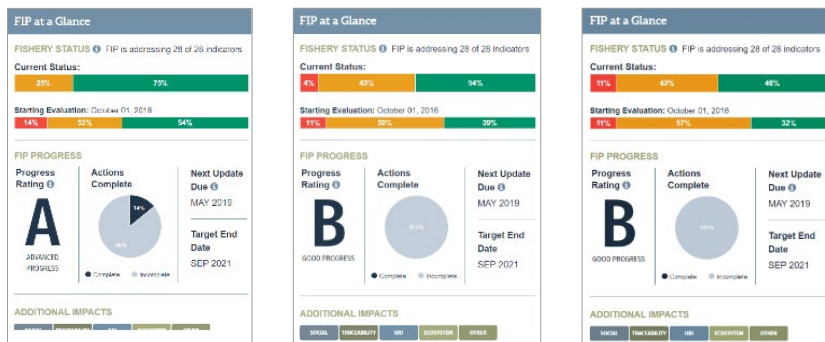 FIP at a Glance
FISHERY STATUS FIP is addressing 28 of 28 indicators
Current Status:
25% 75%
Starting Evaluation: October 01, 2016
14% 32% 54%
FIP PROGRESS
Progress Rating
A
ADVANCED PROGRESS
Actions Complete
14%
Complete Incomplete
Next Update Due
MAY 2019
Target End Date
SEP 2021
ADDITIONAL IMPACTS
SOCIAL TRACEABILITY IUU ECOSYSTEM OTHER
FIP at a Glance
FISHERY STATUS FIP is addressing 28 of 28 indicators
Current Status:
4% 43% 54%
Starting Evaluation: October 01, 2016
11% 50% 39%
FIP PROGRESS
Progress Rating
B
GOOD PROGRESS
Actions Complete
100%
Complete Incomplete
Next Update Due
MAY 2019
Target End Date
SEP 2021
ADDITIONAL IMPACTS
SOCIAL TRACEABILITY IUU ECOSYSTEM OTHER
FIP at a Glance
FISHERY STATUS FIP is addressing 28 of 28 indicators
Current Status:
11% 43% 46%
Starting Evaluation: October 01, 2016
11% 57% 32%
FIP PROGRESS
Progress Rating
B
GOOD PROGRESS
Actions Complete
100%
Complete Incomplete
Next Update Due
MAY 2019
Target End Date
SEP 2021
ADDITIONAL IMPACTS
SOCIAL TRACEABILITY IUU ECOSYSTEM OTHER